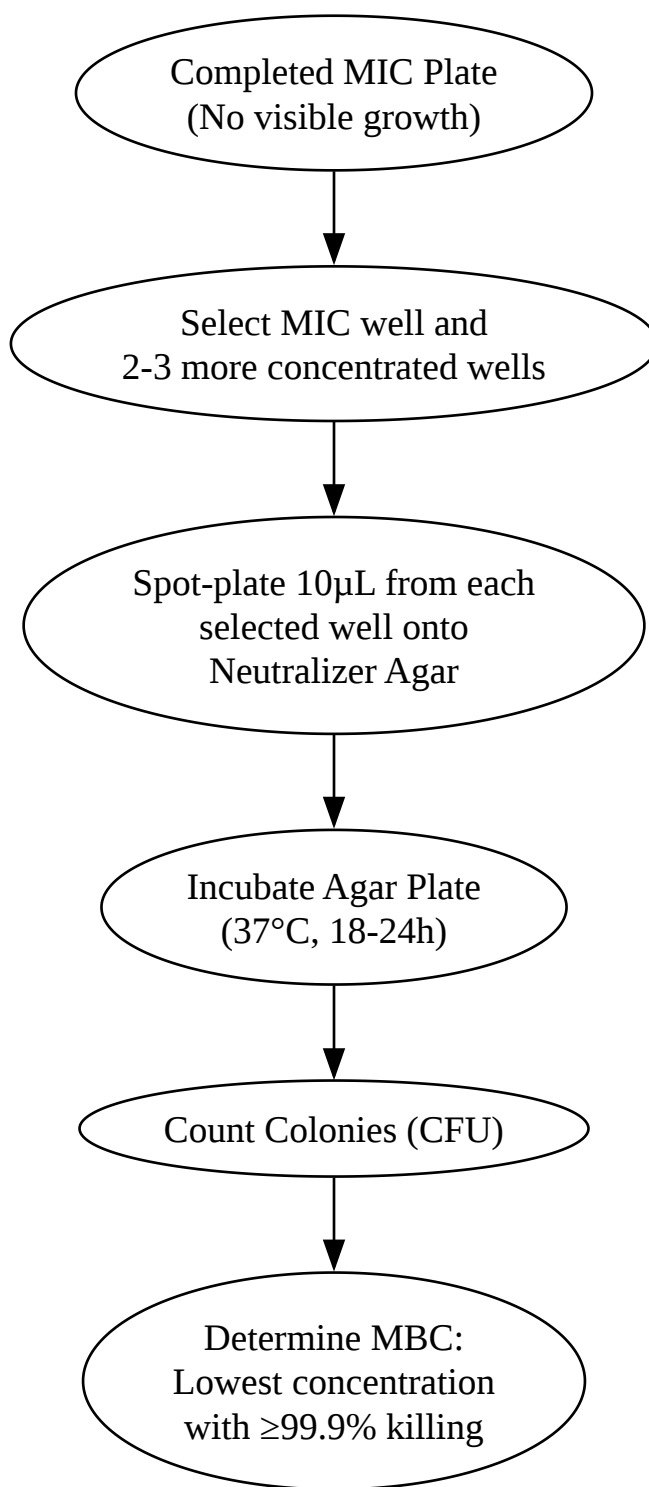 Completed MIC Plate
(No visible growth)
Select MIC well and
2-3 more concentrated wells
Spot-plate 10µL from each
selected well onto
Neutralizer Agar
Incubate Agar Plate
(37°C, 18-24h)
Count Colonies (CFU)
Determine MBC:
Lowest concentration
with ≥99.9% killing